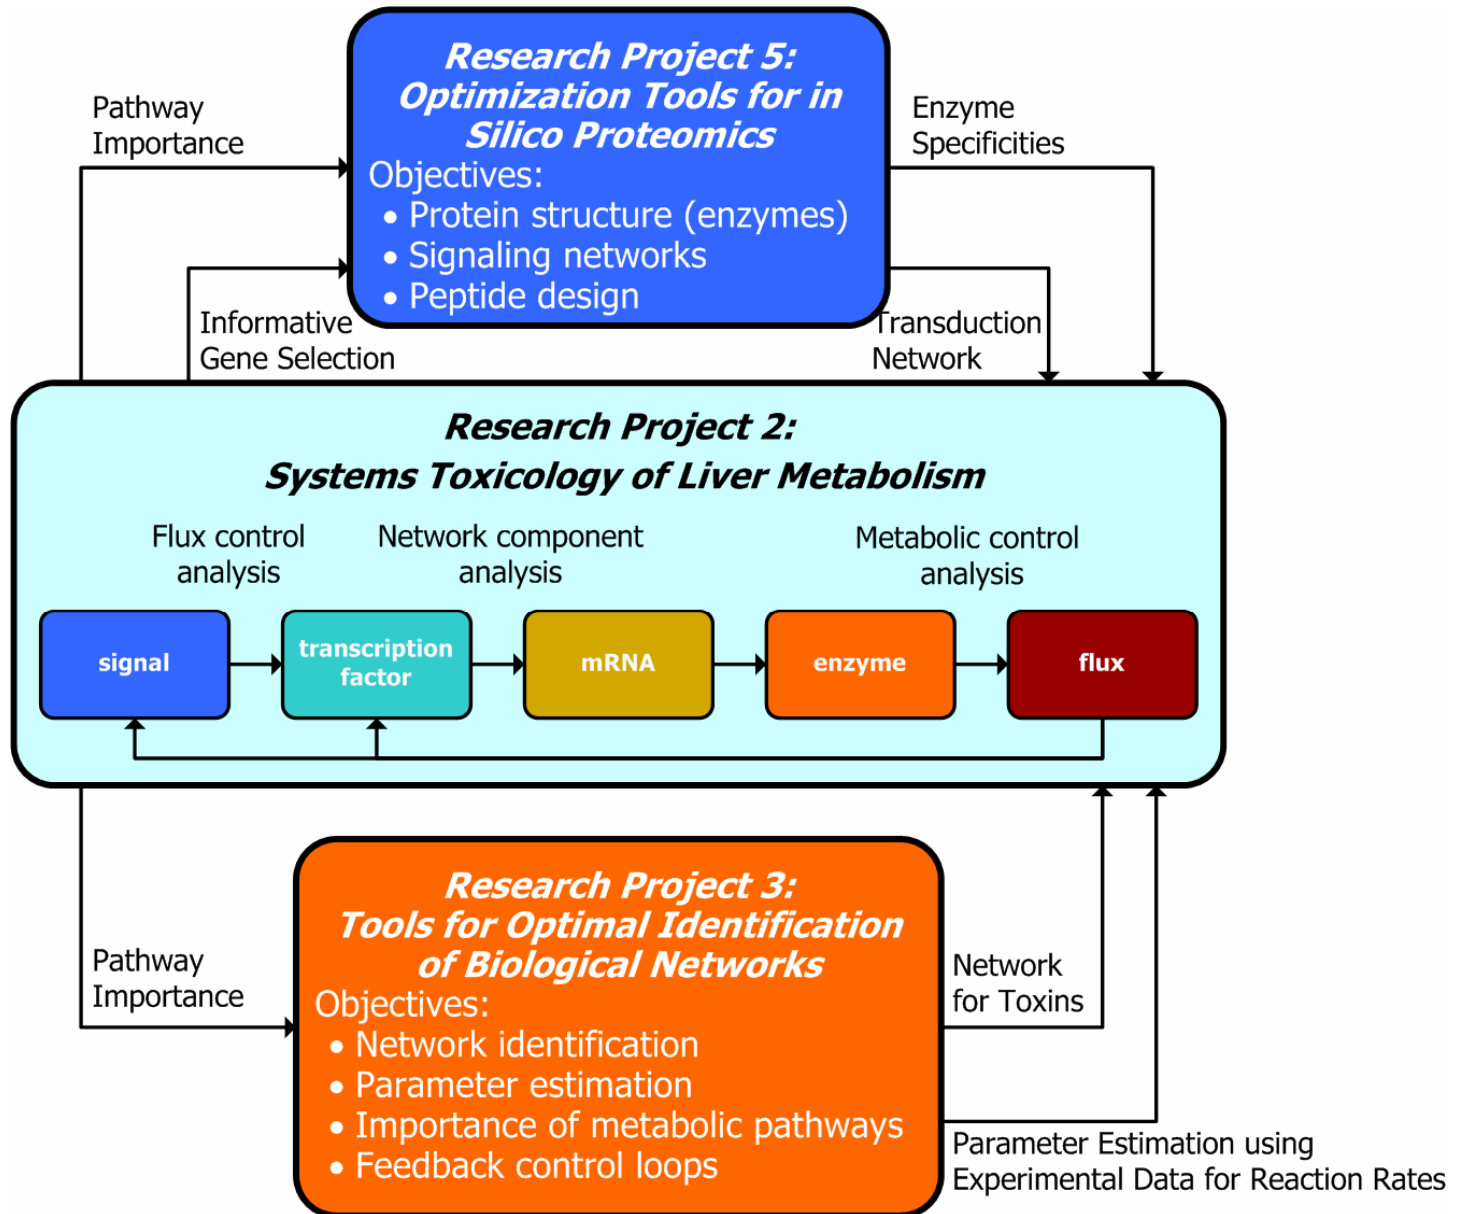 Research Project 5:
Optimization Tools for in
Silico Proteomics
Objectives:
• Protein structure (enzymes)
• Signaling networks
• Peptide design
Pathway
Importance
Enzyme
Specificities
Informative
Gene Selection
Transduction
Network
Research Project 2:
Systems Toxicology of Liver Metabolism
Flux control
analysis
Network component
analysis
Metabolic control
analysis
signal
transcription
factor
mRNA
enzyme
flux
Research Project 3:
Tools for Optimal Identification
of Biological Networks
Objectives:
• Network identification
• Parameter estimation
• Importance of metabolic pathways
• Feedback control loops
Pathway
Importance
Network
for Toxins
Parameter Estimation using
Experimental Data for Reaction Rates